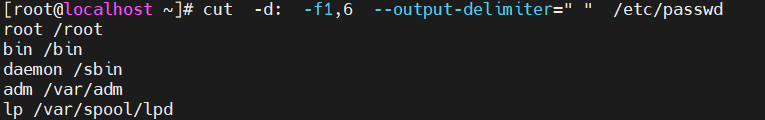 [root@localhost ~]# cut  -d:  -f1,6  --output-delimiter=" "  /etc/passwd
root /root
bin /bin
daemon /sbin
adm /var/adm
lp /var/spool/lpd